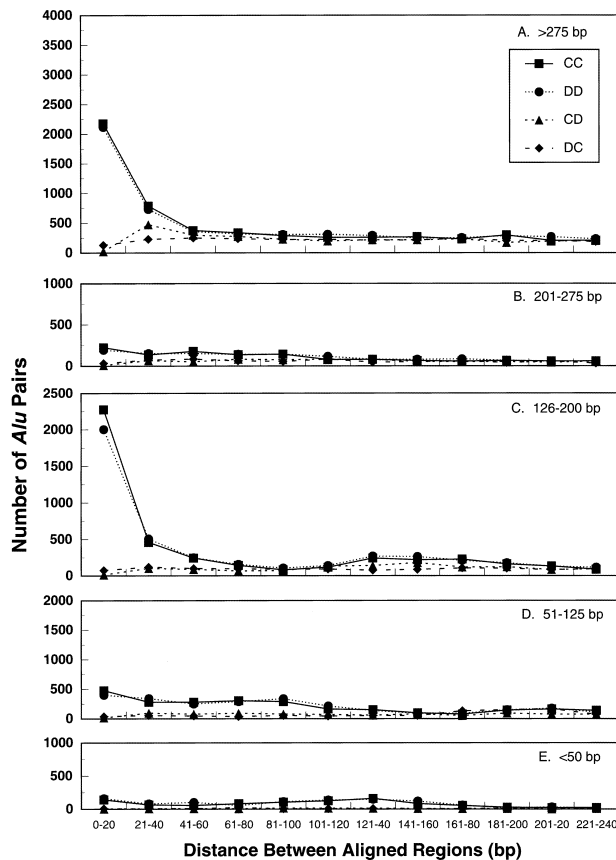 4000
3500
3000
2500
2000
1500
1000
500
0
A. >275 bp
CC
DD
CD
DC
1000
500
0
B. 201-275 bp
2500
2000
1500
1000
500
0
C. 126-200 bp
2000
1500
1000
500
0
D. 51-125 bp
1000
500
0
E. <50 bp
0-20 21-40 41-60 61-80 81-100 101-120 121-40 141-160 161-80 181-200 201-20 221-240
Number of Alu Pairs
Distance Between Aligned Regions (bp)